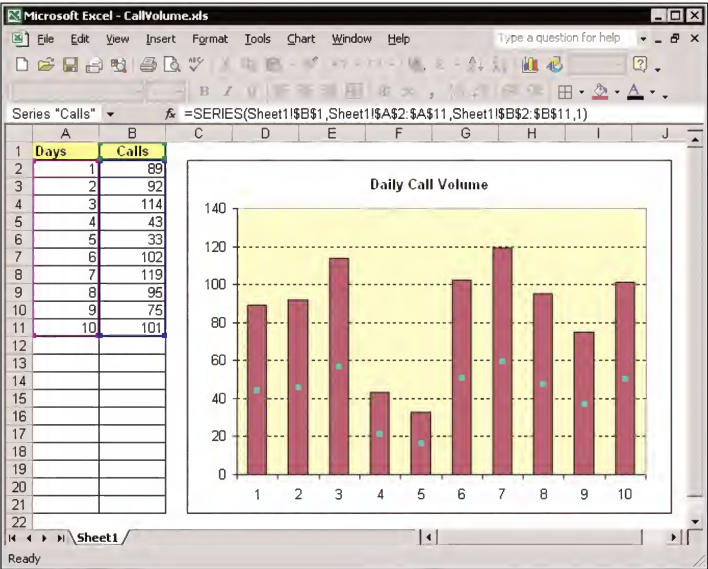 Microsoft Excel - CallVolume.xls
File Edit View Insert Format Tools Chart Window Help Type a question for help
Series "Calls" fx =SERIES(Sheet1!$B$1,Sheet1!$A$2:$A$11,Sheet1!$B$2:$B$11,1)
A B C D E F G H I J
1 Days Calls
2 1 89
3 2 92
4 3 114
5 4 43
6 5 33
7 6 102
8 7 119
9 8 95
10 9 75
11 10 101
12
13
14
15
16
17
18
19
20
21
22
Daily Call Volume
140
120
100
80
60
40
20
0
1 2 3 4 5 6 7 8 9 10
Sheet1
Ready